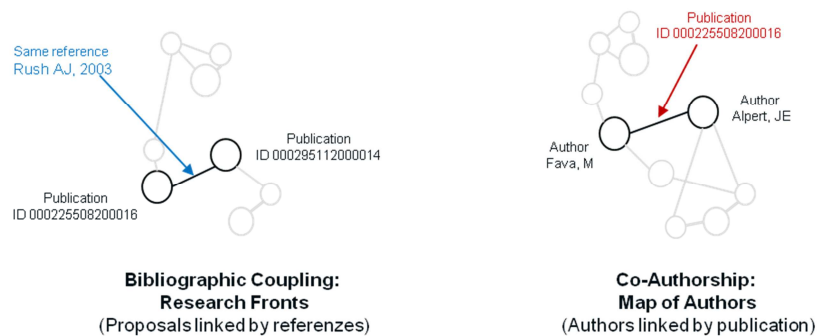 Same reference
Rush AJ, 2003
Publication
ID 000295112000014
Publication
ID 000225508200016
Bibliographic Coupling:
Research Fronts
(Proposals linked by referenzes)
Publication
ID 000225508200016
Author
Alpert, JE
Author
Fava, M
Co-Authorship:
Map of Authors
(Authors linked by publication)